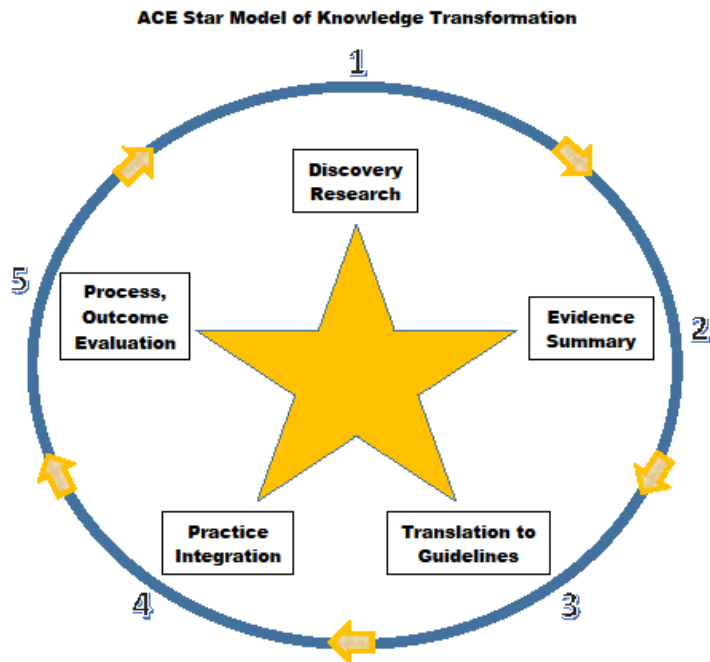 ACE Star Model of Knowledge Transformation
1
Discovery
Research
2
Evidence
Summary
3
Translation to
Guidelines
4
Practice
Integration
5
Process,
Outcome
Evaluation